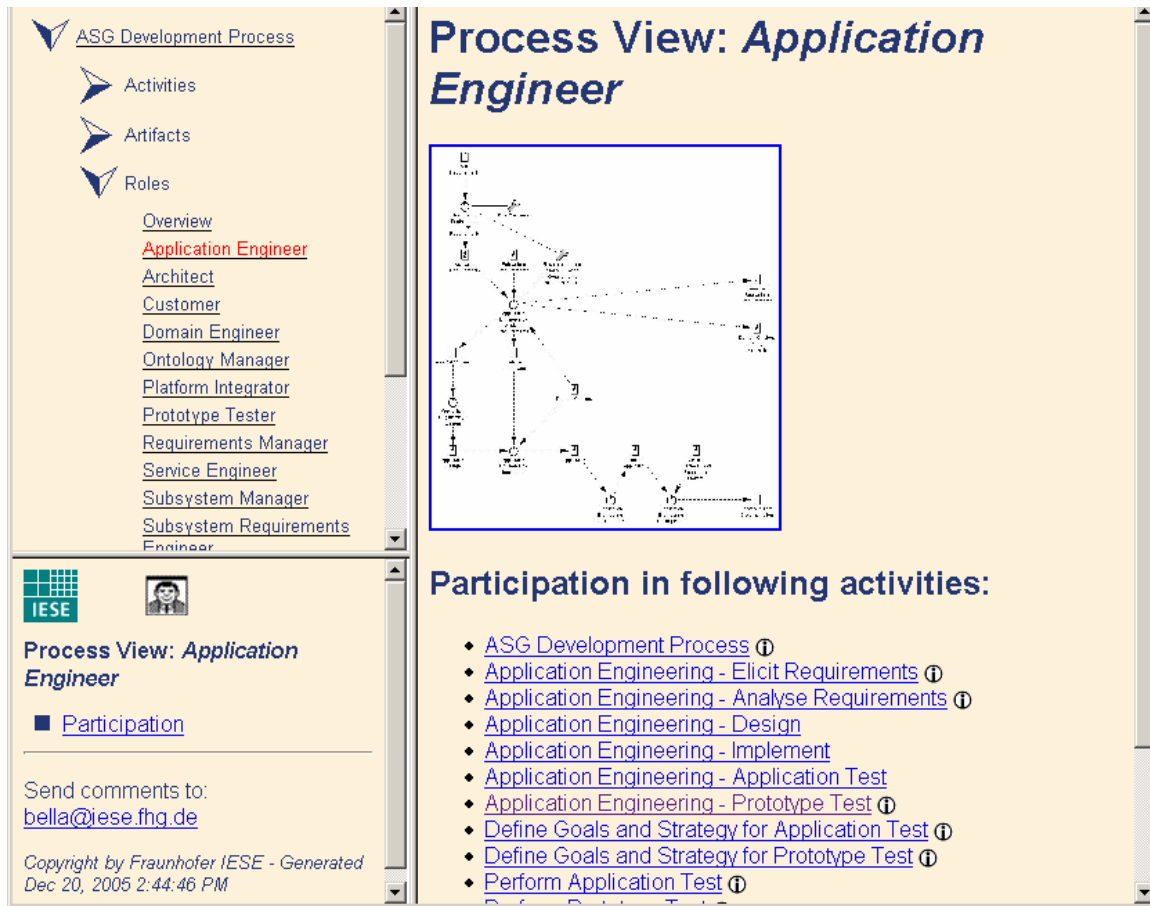 ASG Development Process
Activities
Artifacts
Roles
Overview
Application Engineer
Architect
Customer
Domain Engineer
Ontology Manager
Platform Integrator
Prototype Tester
Requirements Manager
Service Engineer
Subsystem Manager
Subsystem Requirements
Engineer
IESE
Process View: Application
Engineer
Participation
Send comments to:
bella@iese.fhg.de
Copyright by Fraunhofer IESE - Generated
Dec 20, 2005 2:44:46 PM
Process View: Application
Engineer
Participation in following activities:
ASG Development Process
Application Engineering - Elicit Requirements
Application Engineering - Analyse Requirements
Application Engineering - Design
Application Engineering - Implement
Application Engineering - Application Test
Application Engineering - Prototype Test
Define Goals and Strategy for Application Test
Define Goals and Strategy for Prototype Test
Perform Application Test